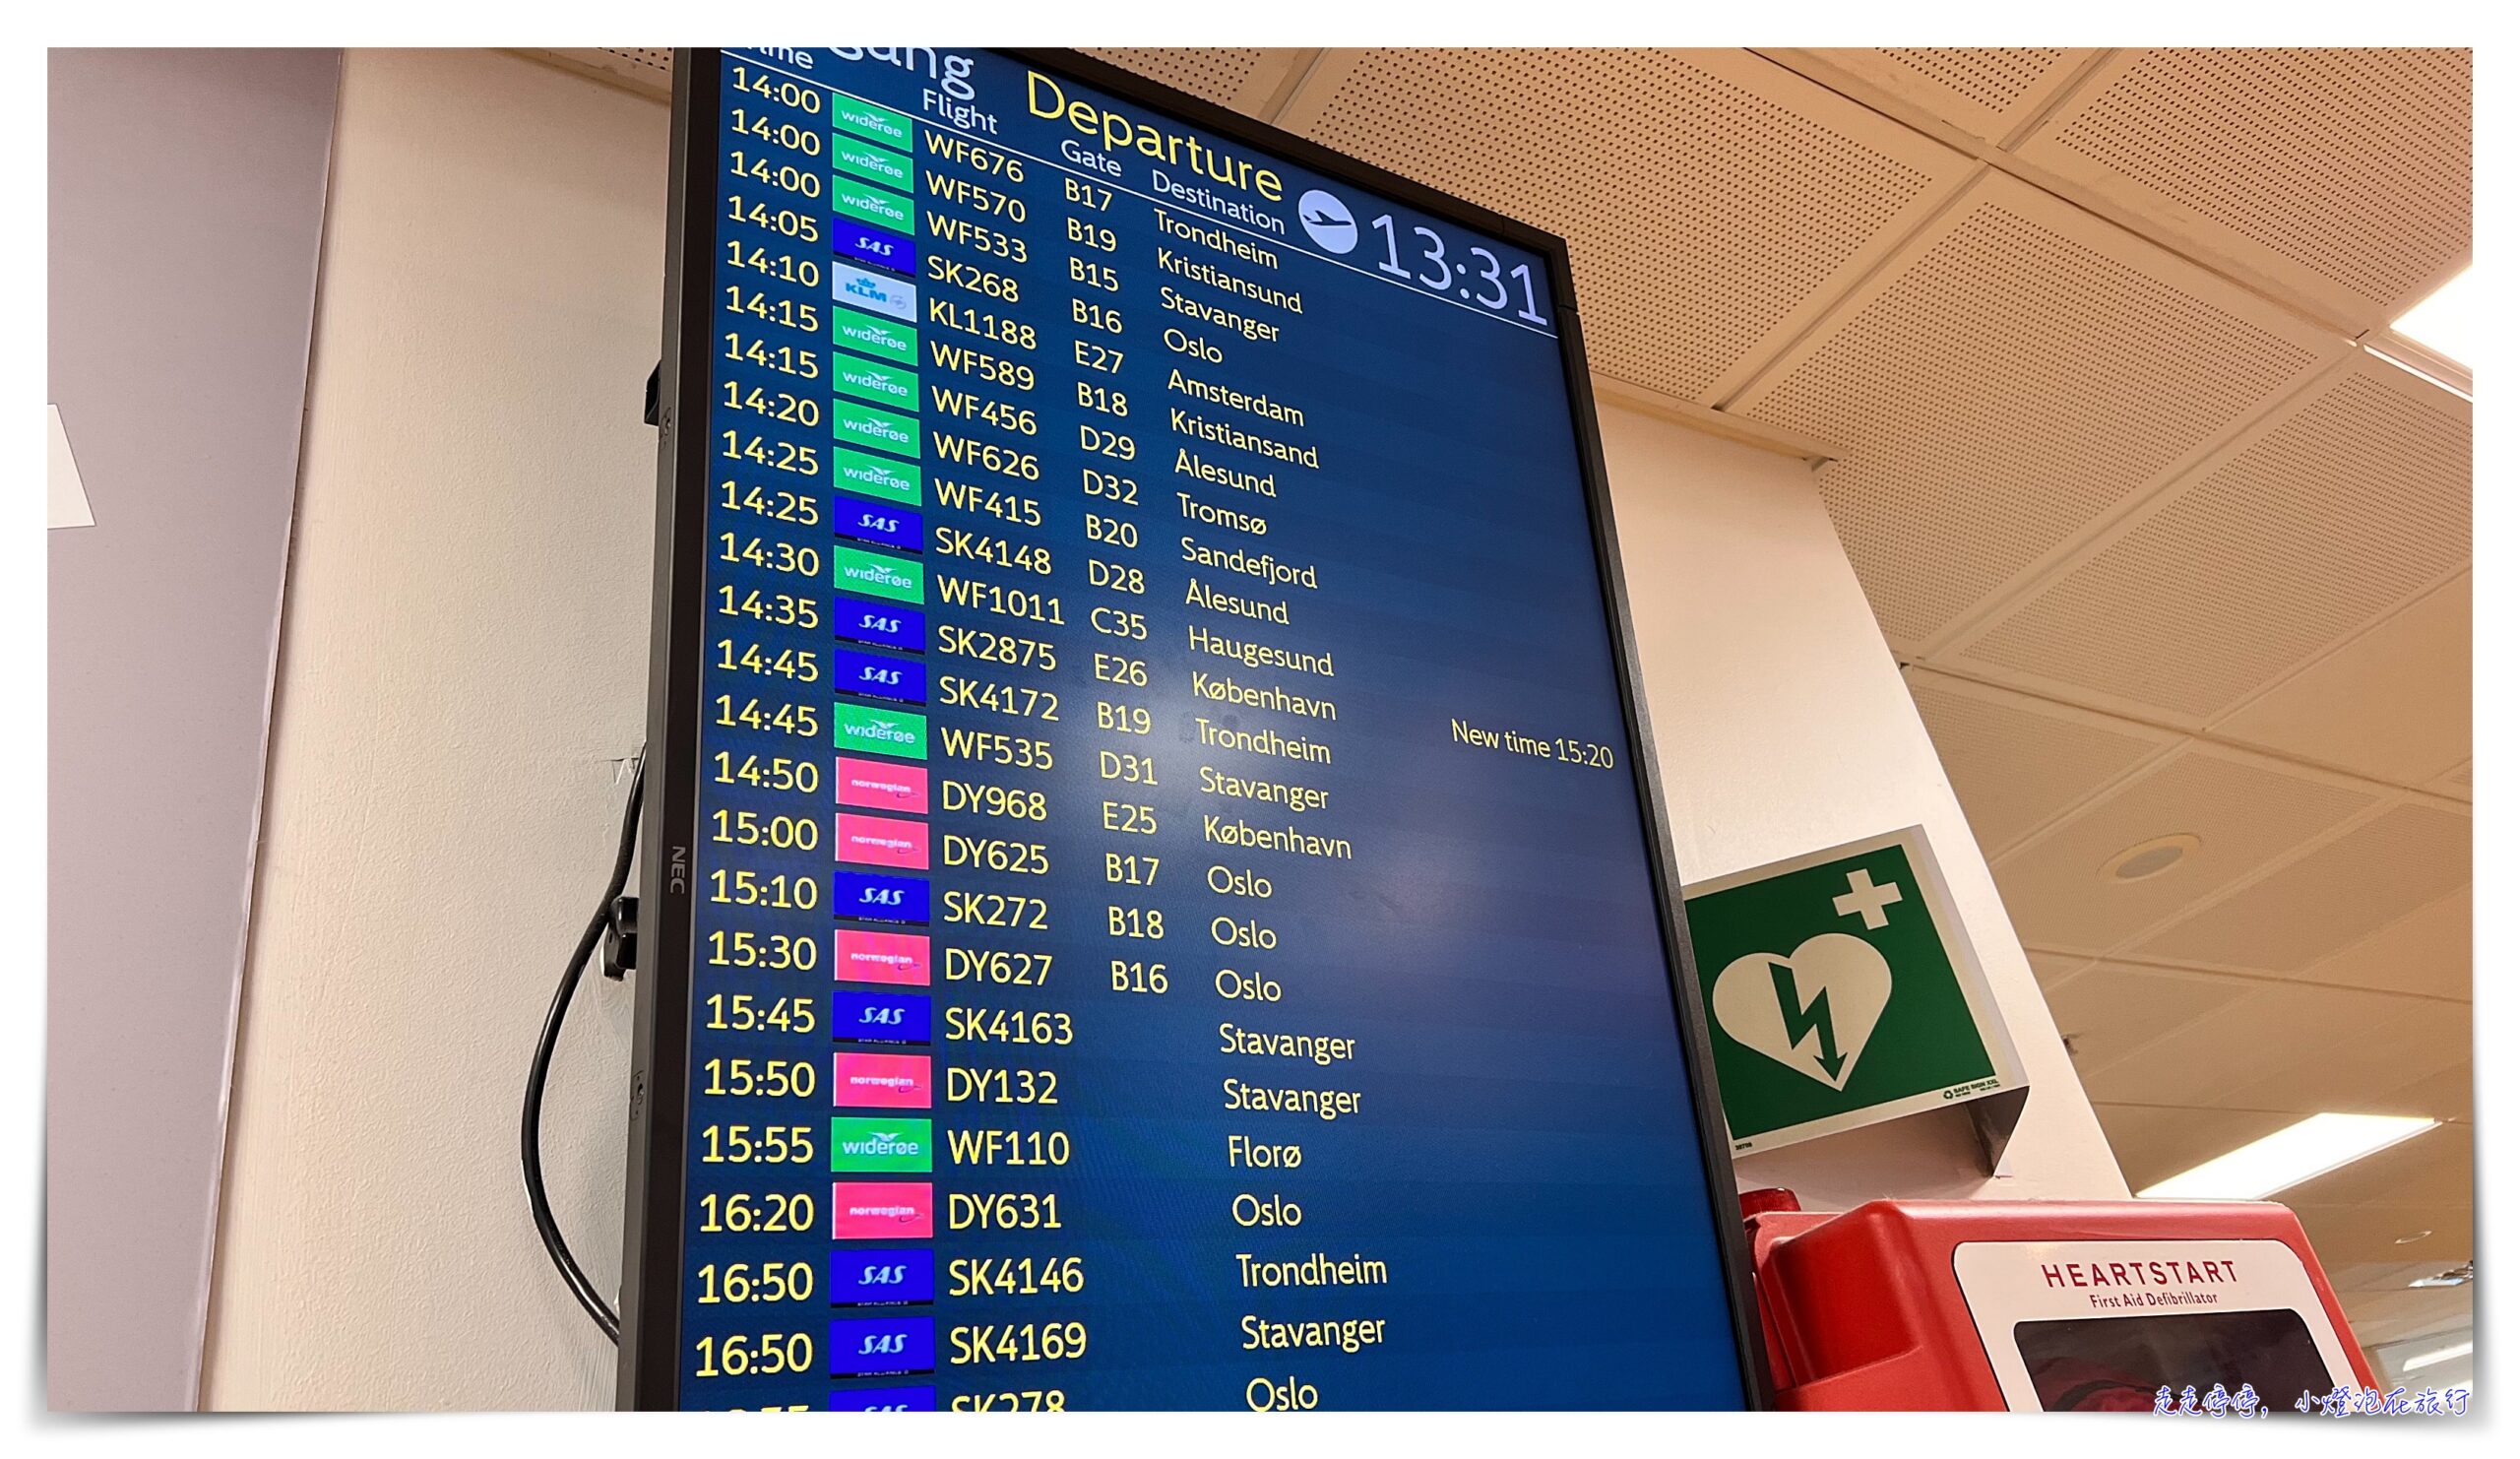 gang Departure 13:31
Time Flight Gate Destination
14:00 widerøe WF676 B17 Trondheim
14:00 widerøe WF570 B19 Kristiansund
14:00 widerøe WF533 B15 Stavanger
14:05 SAS SK268 B16 Oslo
14:10 KLM KL1188 E27 Amsterdam
14:15 widerøe WF589 B18 Kristiansand
14:15 widerøe WF456 D29 Ålesund
14:20 widerøe WF626 D32 Tromsø
14:25 widerøe WF415 B20 Sandefjord
14:25 SAS SK4148 D28 Ålesund
14:30 widerøe WF1011 C35 Haugesund
14:35 SAS SK2875 E26 København New time 15:20
14:45 SAS SK4172 B19 Trondheim
14:45 widerøe WF535 D31 Stavanger
14:50 norwegian DY968 E25 København
15:00 norwegian DY625 B17 Oslo
15:10 SAS SK272 B18 Oslo
15:30 norwegian DY627 B16 Oslo
15:45 SAS SK4163 Stavanger
15:50 norwegian DY132 Stavanger
15:55 widerøe WF110 Florø
16:20 norwegian DY631 Oslo
16:50 SAS SK4146 Trondheim
16:50 SAS SK4169 Stavanger
SAS SK278 Oslo
NEC
HEARTSTART
First Aid Defibrillator
走走停停，小燈泡在旅行